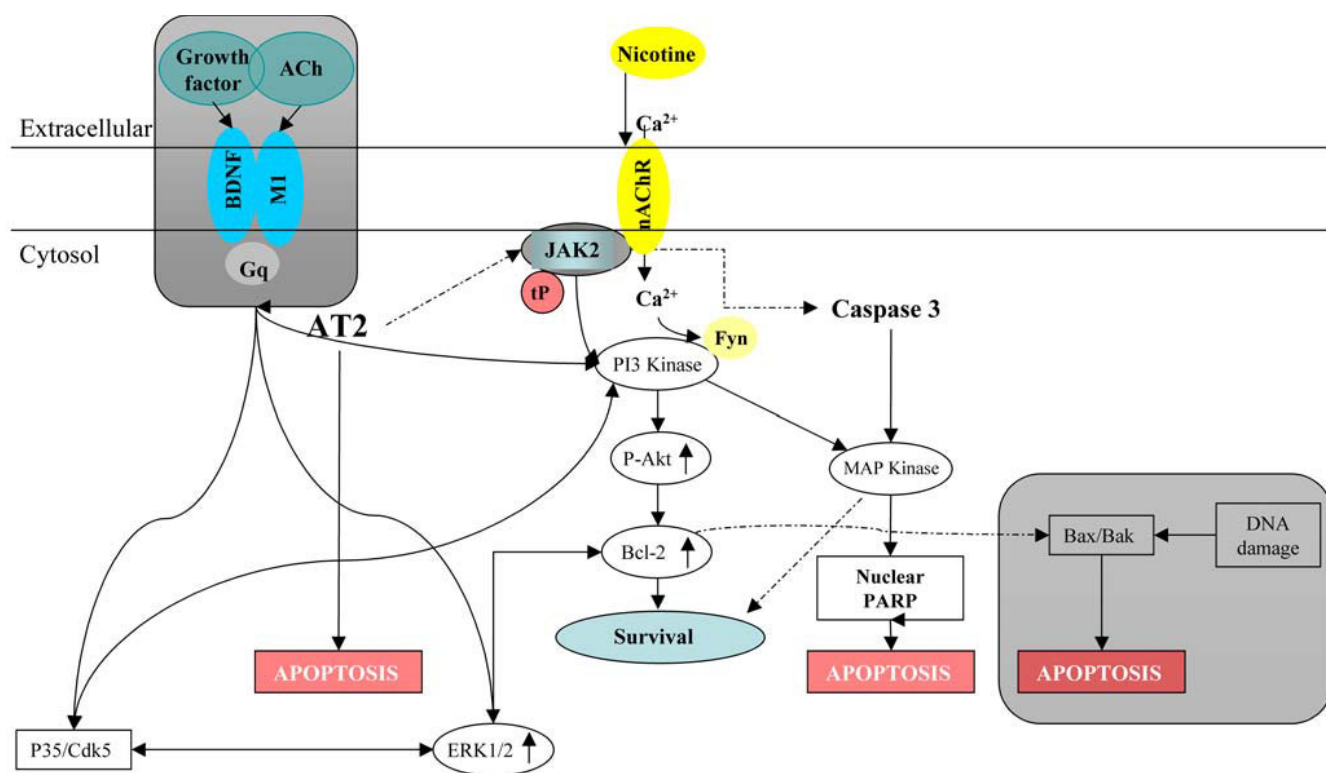 Growth
factor
ACh
Nicotine
Extracellular
Ca²⁺
BDNF
M1
nAChR
Cytosol
JAK2
Gq
tP
Ca²⁺
Caspase 3
AT2
Fyn
PI3 Kinase
P-Akt
MAP Kinase
Bcl-2
Bax/Bak
DNA
damage
Nuclear
PARP
Survival
APOPTOSIS
APOPTOSIS
APOPTOSIS
P35/Cdk5
ERK1/2